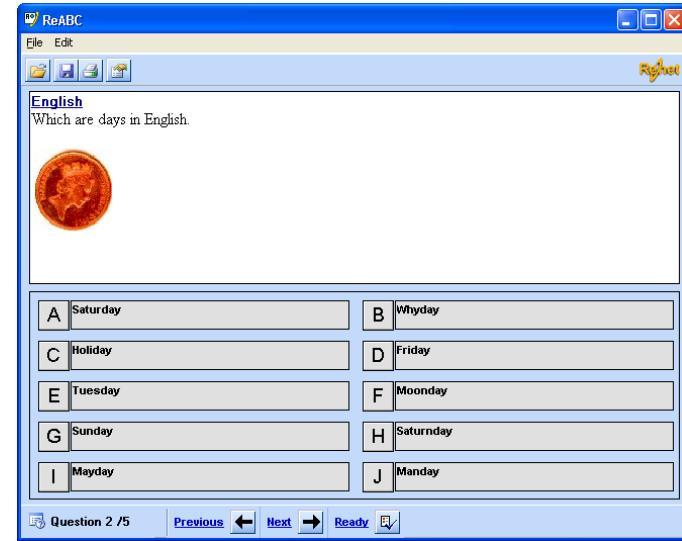 ReABC
File Edit
Rejhet
English
Which are days in English.
A Saturday
B Whyday
C Holiday
D Friday
E Tuesday
F Moonday
G Sunday
H Saturnday
I Mayday
J Manday
Question 2 /5 Previous Next Ready